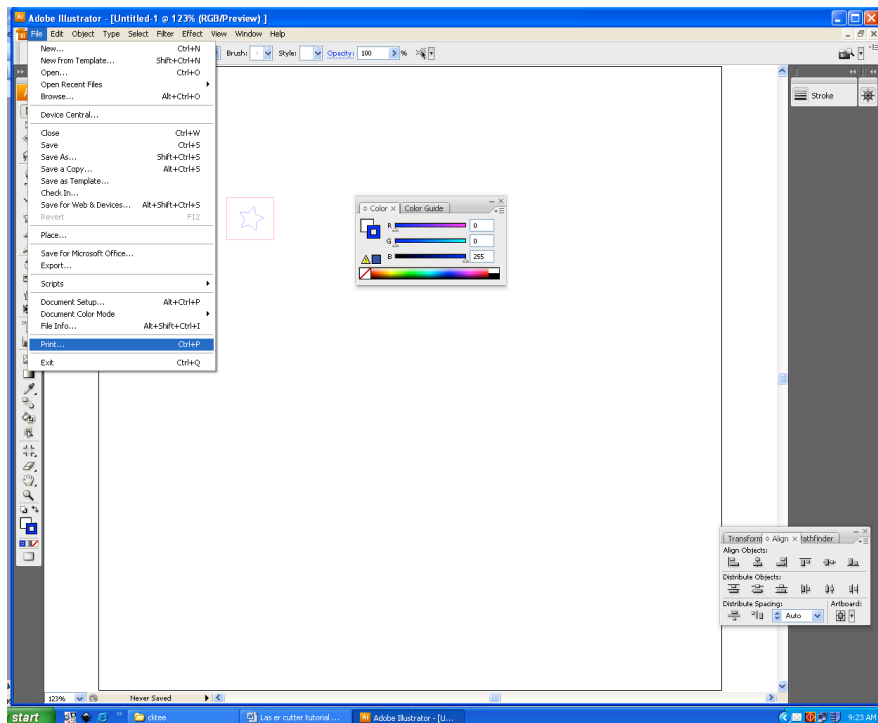 Adobe Illustrator - [Untitled-1 @ 123% (RGB/Preview) ]
File Edit Object Type Select Filter Effect View Window Help
Brush: Style: Opacity: 100 %
New... Ctrl+N
New from Template... Shift+Ctrl+N
Open... Ctrl+O
Open Recent Files
Browse... Alt+Ctrl+O
Device Central...
Close Ctrl+W
Save Ctrl+S
Save As... Shift+Ctrl+S
Save a Copy... Alt+Ctrl+S
Save as Template...
Check In...
Save for Web & Devices... Alt+Shift+Ctrl+S
Revert F12
Place...
Save for Microsoft Office...
Export...
Scripts
Document Setup... Alt+Ctrl+P
Document Color Mode
File Info... Alt+Shift+Ctrl+I
Print... Ctrl+P
Exit Ctrl+Q
Stroke
Color Color Guide
R 0
G 0
B 255
Transform Align Pathfinder
Align Objects:
Distribute Objects:
Distribute Spacing: Artboard:
Auto
123% Never Saved
start cktee Las er cutter tutorial ... Adobe Illustrator - [U... 9:23 AM